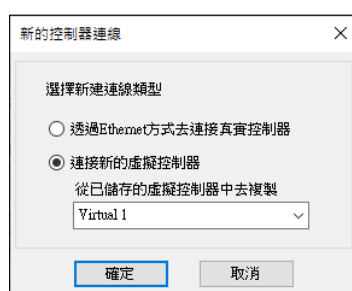 新的控制器連線
選擇新建連線類型
透過Ethernet方式去連接真實控制器
連接新的虛擬控制器
從已儲存的虛擬控制器中去複製
Virtual 1
確定
取消